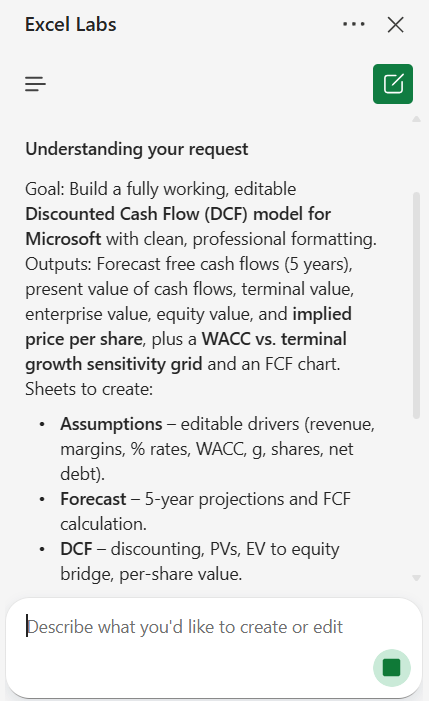 Excel Labs
Understanding your request
Goal: Build a fully working, editable
Discounted Cash Flow (DCF) model for
Microsoft with clean, professional formatting.
Outputs: Forecast free cash flows (5 years),
present value of cash flows, terminal value,
enterprise value, equity value, and implied
price per share, plus a WACC vs. terminal
growth sensitivity grid and an FCF chart.
Sheets to create:
• Assumptions – editable drivers (revenue,
margins, % rates, WACC, g, shares, net
debt).
• Forecast – 5-year projections and FCF
calculation.
• DCF – discounting, PVs, EV to equity
bridge, per-share value.
Describe what you'd like to create or edit